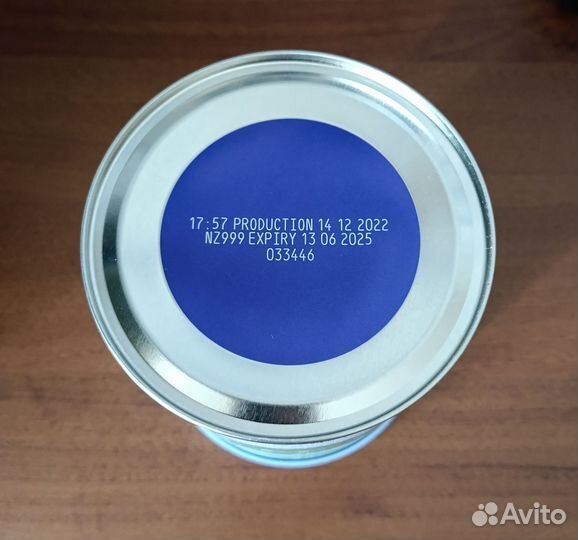 17:57 PRODUCTION 14 12 2022
NZ999 EXPIRY 13 06 2025
033446
Avito